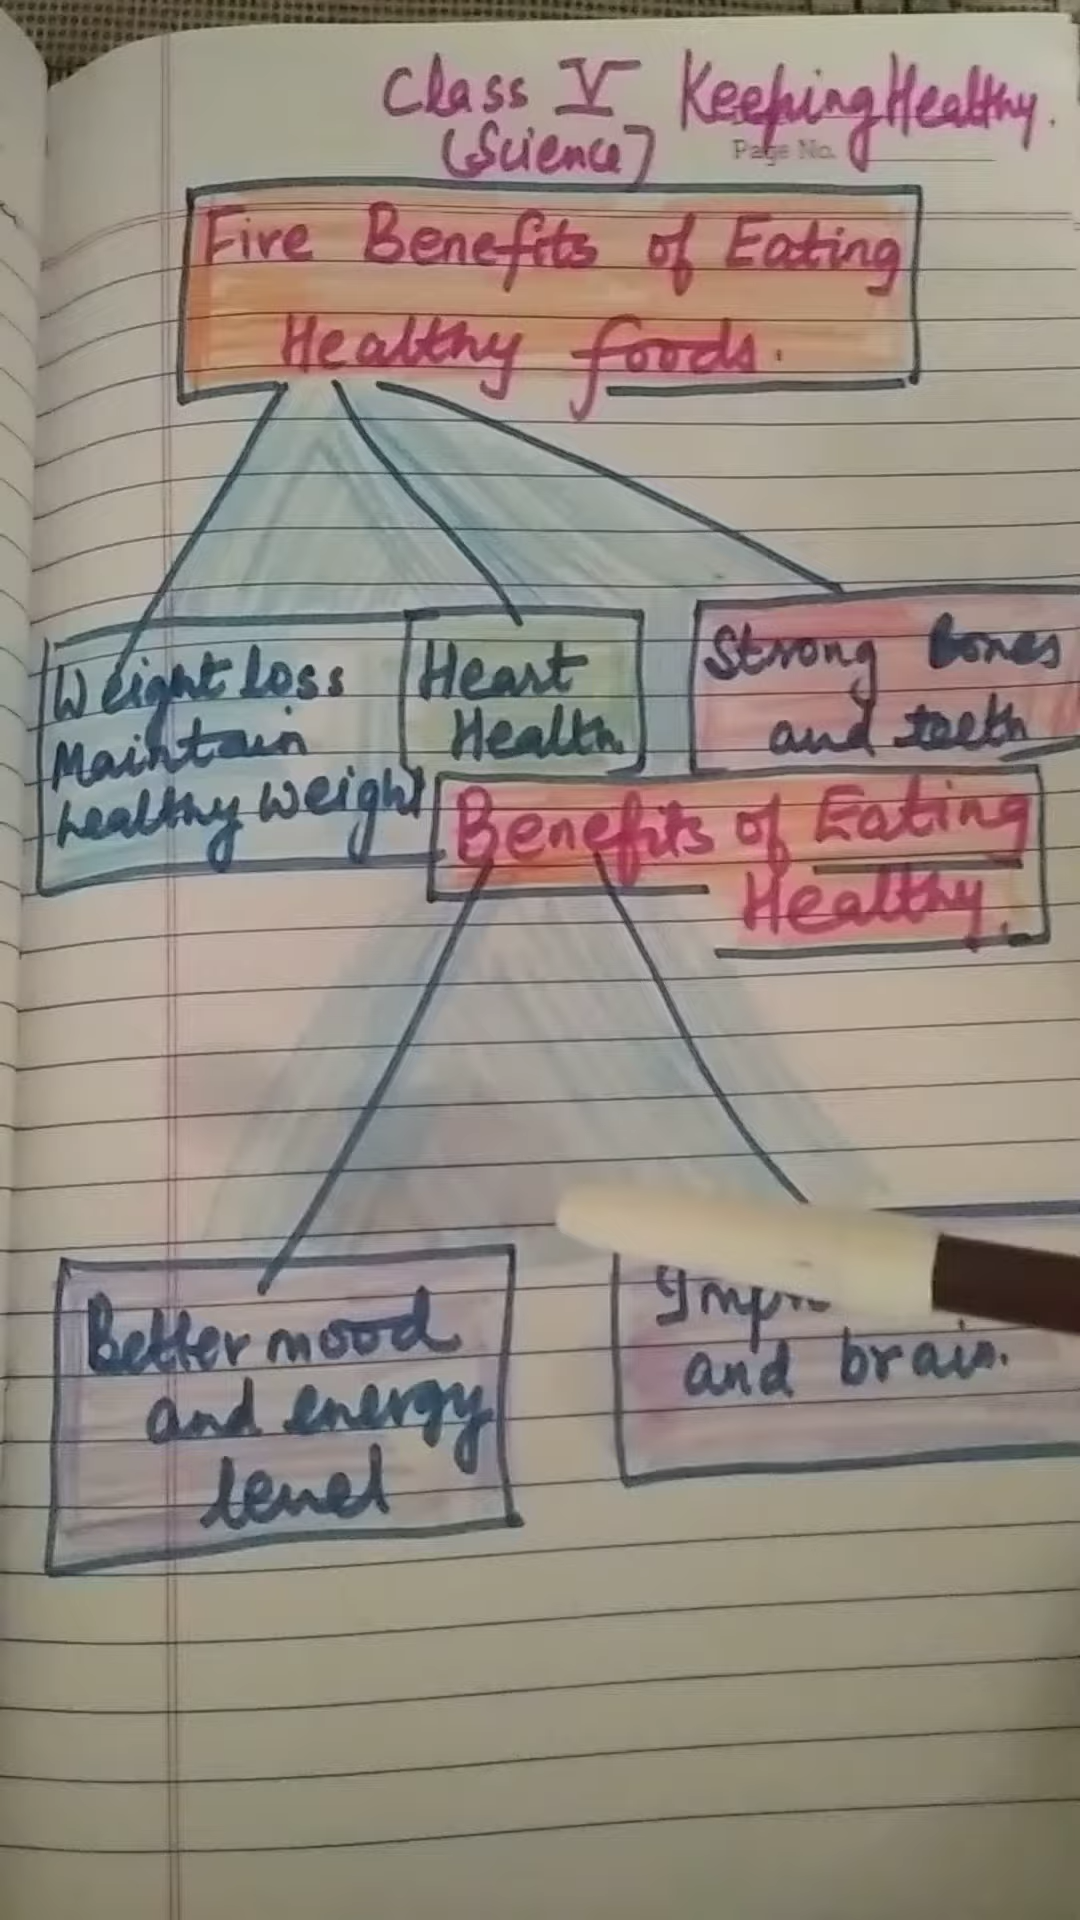 Class V Keeping Healthy.
(Science)
Page No.
Five Benefits of Eating
Healthy foods.
Weight loss
Maintain
healthy weight
Heart
Health
Strong bones
and teeth
Benefits of Eating
Healthy.
Better mood
and energy
level
and brain.